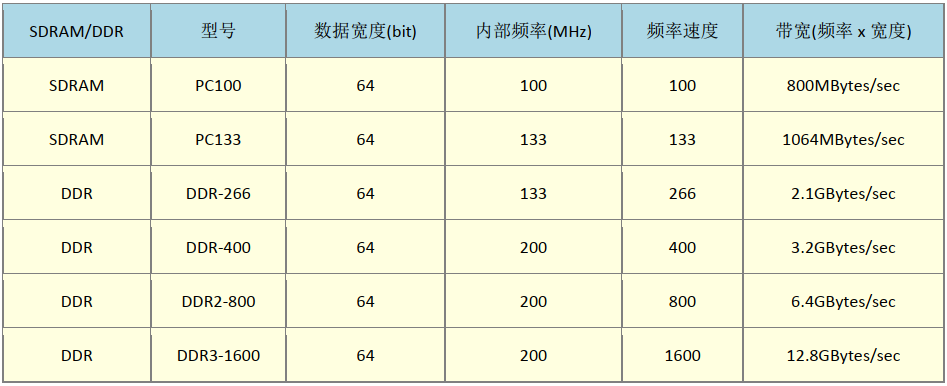 SDRAM/DDR 型号 数据宽度(bit) 内部频率(MHz) 频率速度 带宽(频率 x 宽度)
SDRAM PC100 64 100 100 800MBytes/sec
SDRAM PC133 64 133 133 1064MBytes/sec
DDR DDR-266 64 133 266 2.1GBytes/sec
DDR DDR-400 64 200 400 3.2GBytes/sec
DDR DDR2-800 64 200 800 6.4GBytes/sec
DDR DDR3-1600 64 200 1600 12.8GBytes/sec